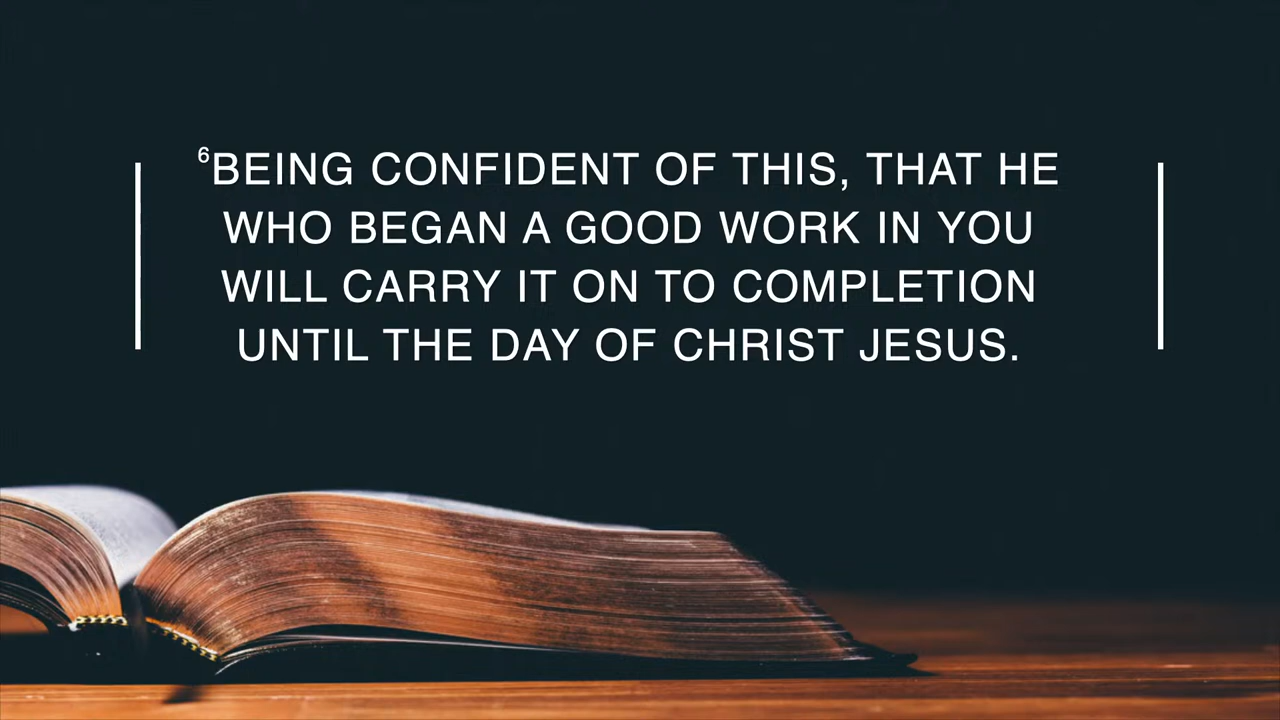 ⁶BEING CONFIDENT OF THIS, THAT HE
WHO BEGAN A GOOD WORK IN YOU
WILL CARRY IT ON TO COMPLETION
UNTIL THE DAY OF CHRIST JESUS.